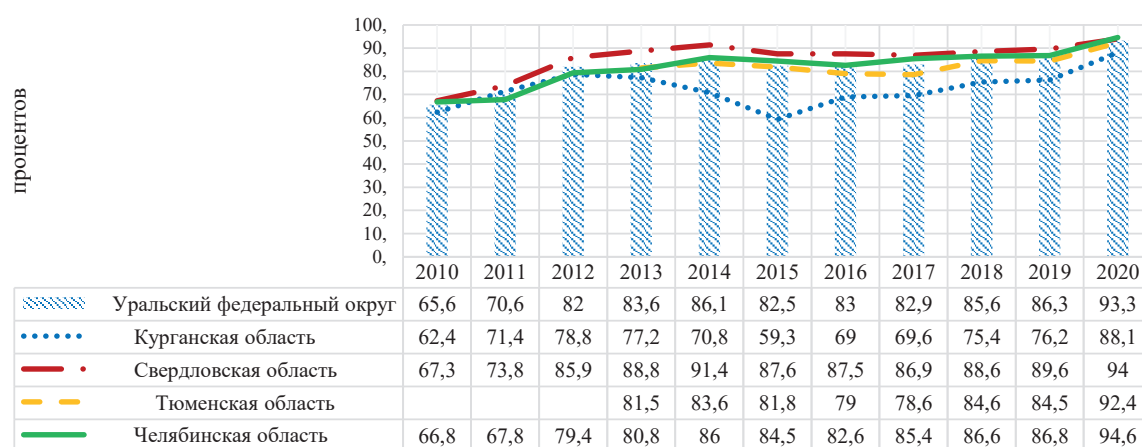 процентов
100,
90,
80,
70,
60,
50,
40,
30,
20,
10,
0,
2010 2011 2012 2013 2014 2015 2016 2017 2018 2019 2020
Уральский федеральный округ 65,6 70,6 82 83,6 86,1 82,5 83 82,9 85,6 86,3 93,3
Курганская область 62,4 71,4 78,8 77,2 70,8 59,3 69 69,6 75,4 76,2 88,1
Свердловская область 67,3 73,8 85,9 88,8 91,4 87,6 87,5 86,9 88,6 89,6 94
Тюменская область 81,5 83,6 81,8 79 78,6 84,6 84,5 92,4
Челябинская область 66,8 67,8 79,4 80,8 86 84,5 82,6 85,4 86,6 86,8 94,6